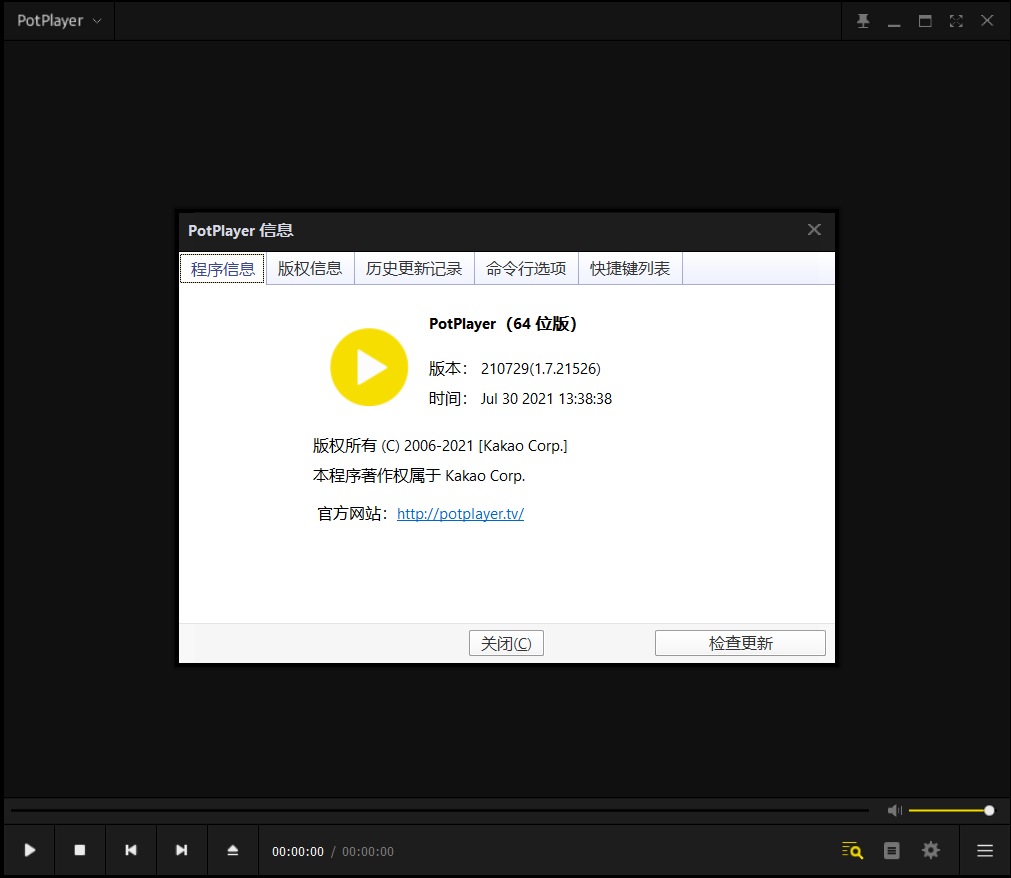 PotPlayer
PotPlayer 信息
程序信息 版权信息 历史更新记录 命令行选项 快捷键列表
PotPlayer（64 位版）
版本： 210729(1.7.21526)
时间： Jul 30 2021 13:38:38
版权所有 (C) 2006-2021 [Kakao Corp.]
本程序著作权属于 Kakao Corp.
官方网站：http://potplayer.tv/
关闭(C) 检查更新
00:00:00 / 00:00:00